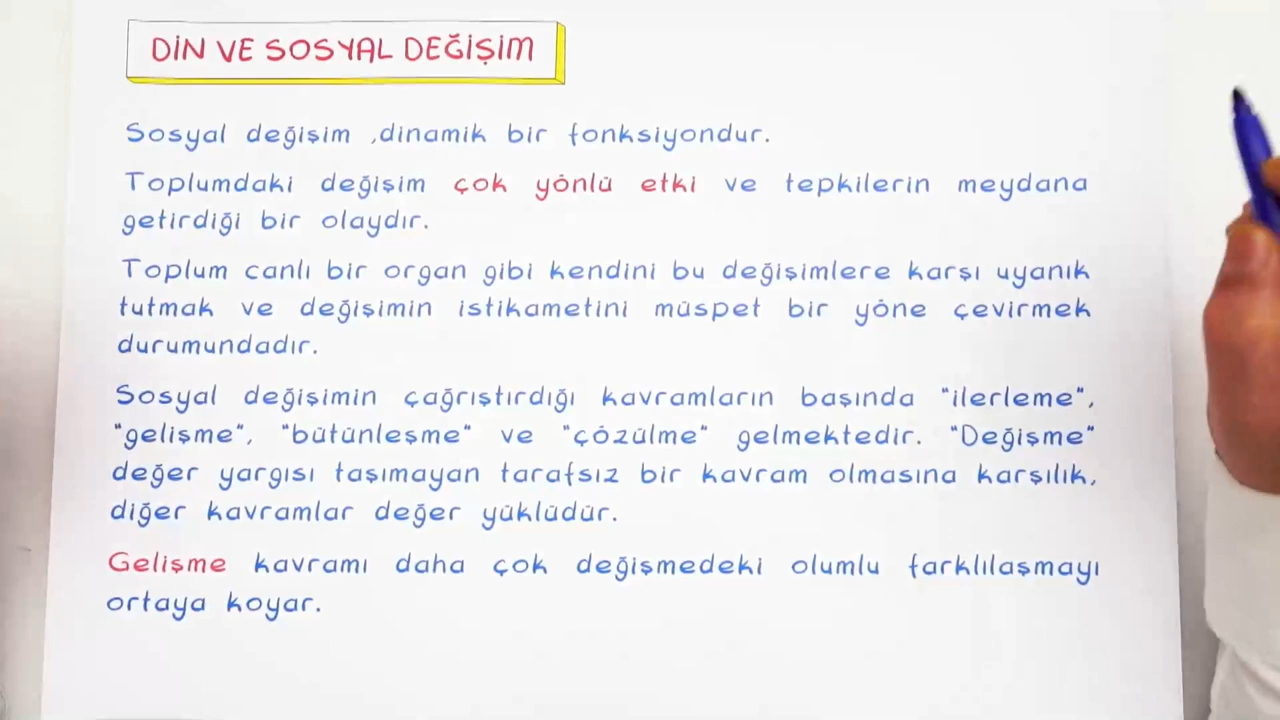 DİN VE SOSYAL DEĞİŞİM
Sosyal değişim ,dinamik bir fonksiyondur.
Toplumdaki değişim çok yönlü etki ve tepkilerin meydana
getirdiği bir olaydır.
Toplum canlı bir organ gibi kendini bu değişimlere karşı uyanık
tutmak ve değişimin istikametini müspet bir yöne çevirmek
durumundadır.
Sosyal değişimin çağrıştırdığı kavramların başında "ilerleme",
"gelişme", "bütünleşme" ve "çözülme" gelmektedir. "Değişme"
değer yargısı taşımayan tarafsız bir kavram olmasına karşılık,
diğer kavramlar değer yüklüdür.
Gelişme kavramı daha çok değişmedeki olumlu farklılaşmayı
ortaya koyar.